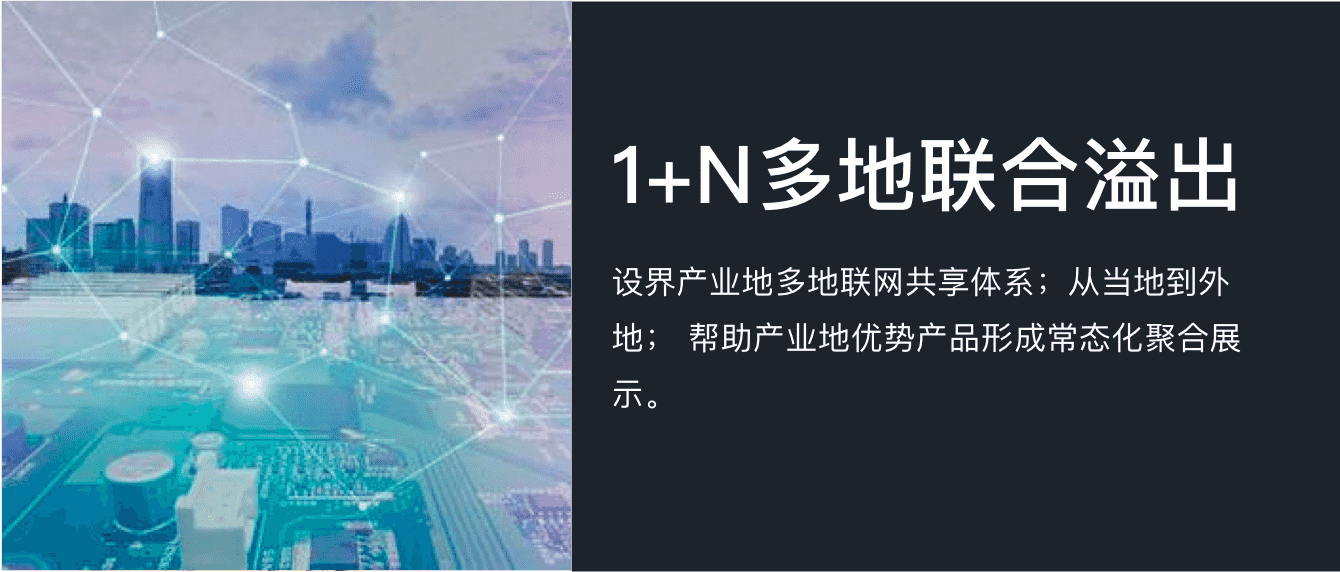 1+N多地联合溢出
设界产业地多地联网共享体系；从当地到外
地； 帮助产业地优势产品形成常态化聚合展
示。